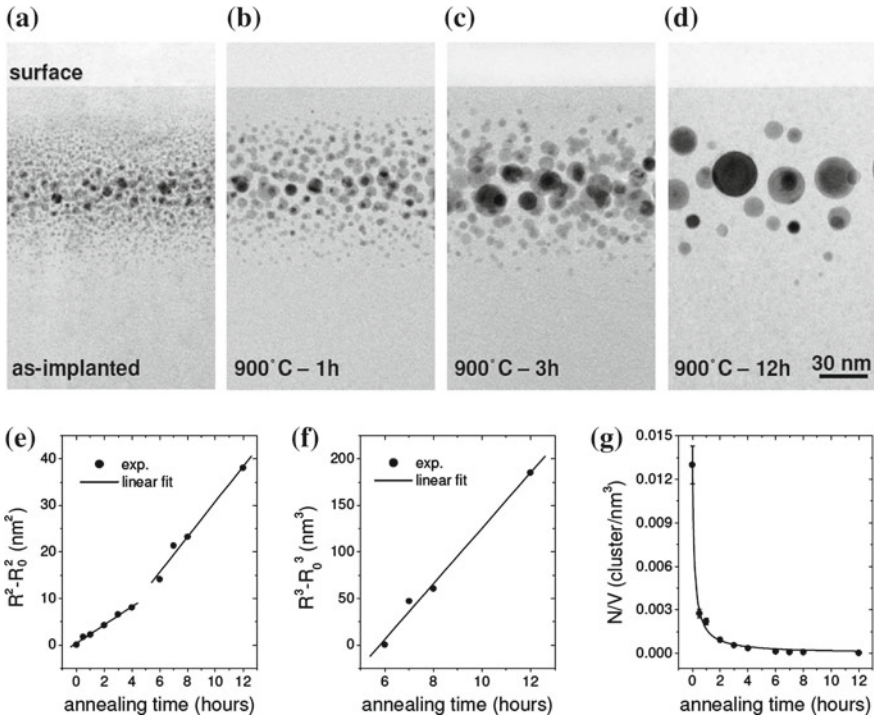 (a) (b) (c) (d)
surface
as-implanted 900°C – 1h 900°C – 3h 900°C – 12h 30 nm
(e) (f) (g)
40
30
20
10
0
R²-R₀² (nm²)
exp.
linear fit
0 2 4 6 8 10 12
annealing time (hours)
200
150
100
50
0
R³-R₀³ (nm³)
exp.
linear fit
6 8 10 12
annealing time (hours)
0.015
0.012
0.009
0.006
0.003
0.000
N/V (cluster/nm³)
0 2 4 6 8 10 12
annealing time (hours)